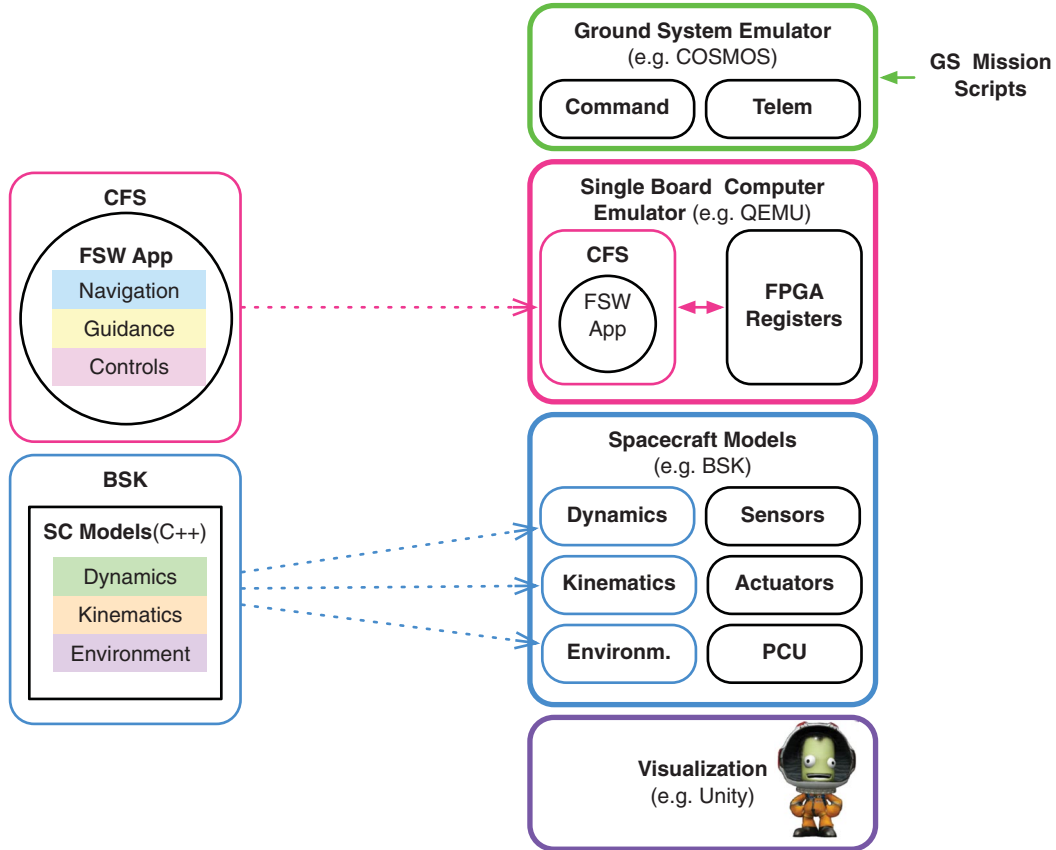 Ground System Emulator
(e.g. COSMOS)
Command
Telem
GS Mission
Scripts
CFS
FSW App
Navigation
Guidance
Controls
Single Board Computer
Emulator (e.g. QEMU)
CFS
FSW
App
FPGA
Registers
BSK
SC Models(C++)
Dynamics
Kinematics
Environment
Spacecraft Models
(e.g. BSK)
Dynamics
Sensors
Kinematics
Actuators
Environm.
PCU
Visualization
(e.g. Unity)